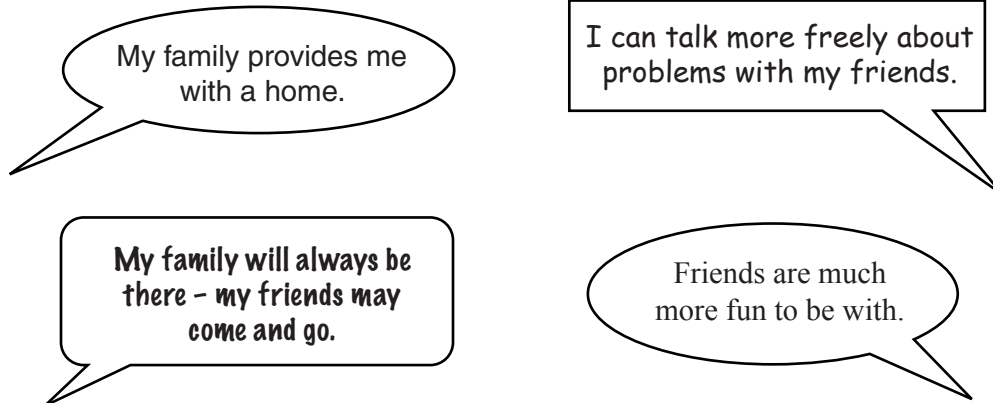 My family provides me
with a home.
I can talk more freely about
problems with my friends.
My family will always be
there – my friends may
come and go.
Friends are much
more fun to be with.